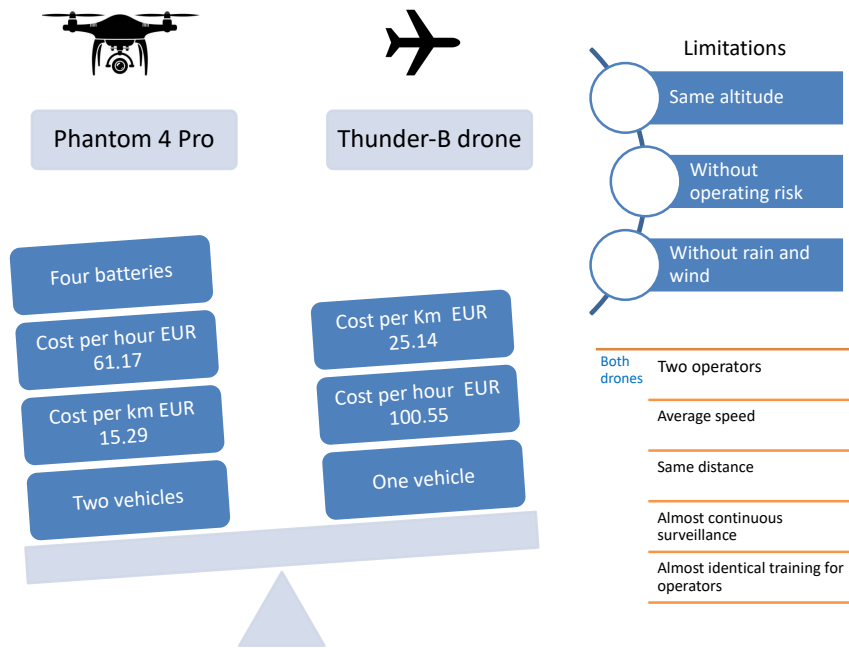 Phantom 4 Pro
Thunder-B drone
Four batteries
Cost per hour EUR
61.17
Cost per km EUR
15.29
Two vehicles
Cost per Km  EUR
25.14
Cost per hour  EUR
100.55
One vehicle
Limitations
Same altitude
Without
operating risk
Without rain and
wind
Both
drones
Two operators
Average speed
Same distance
Almost continuous
surveillance
Almost identical training for
operators